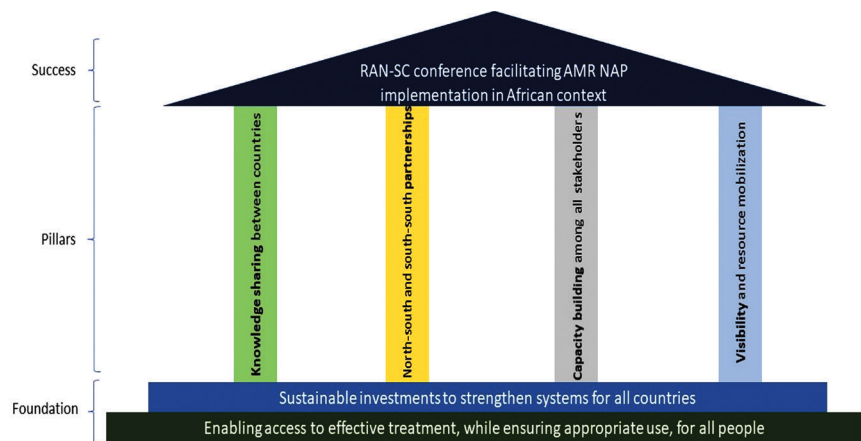 Success
RAN-SC conference facilitating AMR NAP
implementation in African context
Pillars
Knowledge sharing between countries
North-south and south-south partnerships
Capacity building among all stakeholders
Visibility and resource mobilization
Foundation
Sustainable investments to strengthen systems for all countries
Enabling access to effective treatment, while ensuring appropriate use, for all people